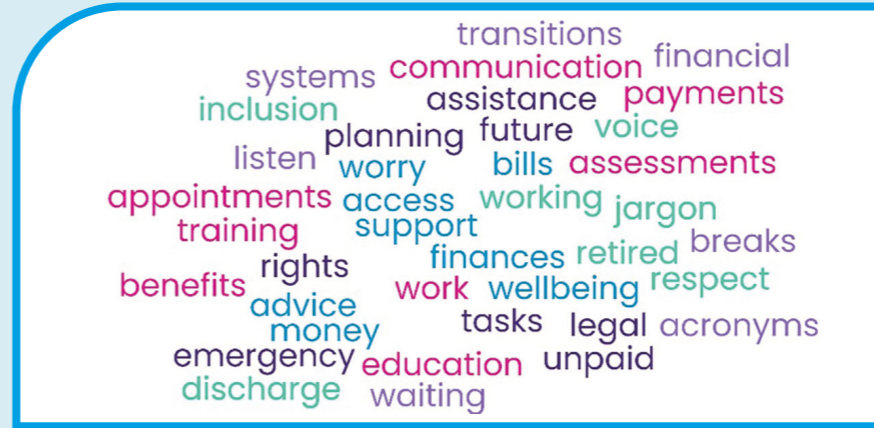 transitions
systems communication financial
inclusion assistance payments
planning future voice
listen worry bills assessments
appointments access working jargon
training support
finances retired breaks
rights
benefits work wellbeing respect
advice
money tasks legal acronyms
emergency education unpaid
discharge waiting